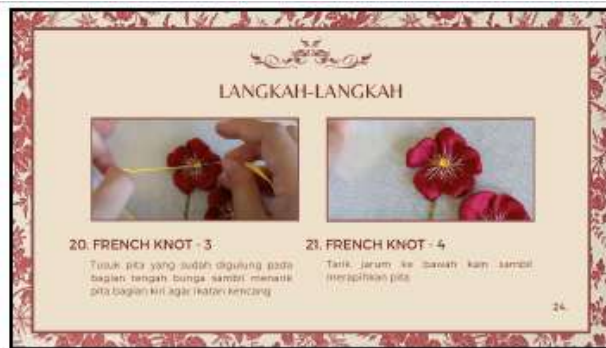 LANGKAH-LANGKAH
20. FRENCH KNOT - 3
Tusuk pita yang sudah digulung pada
bagian tengah bunga sambil menarik
pita bagian kiri agar ikatan kencang
21. FRENCH KNOT - 4
Tarik jarum ke bawah kain sambil
merapihkan pita
24.